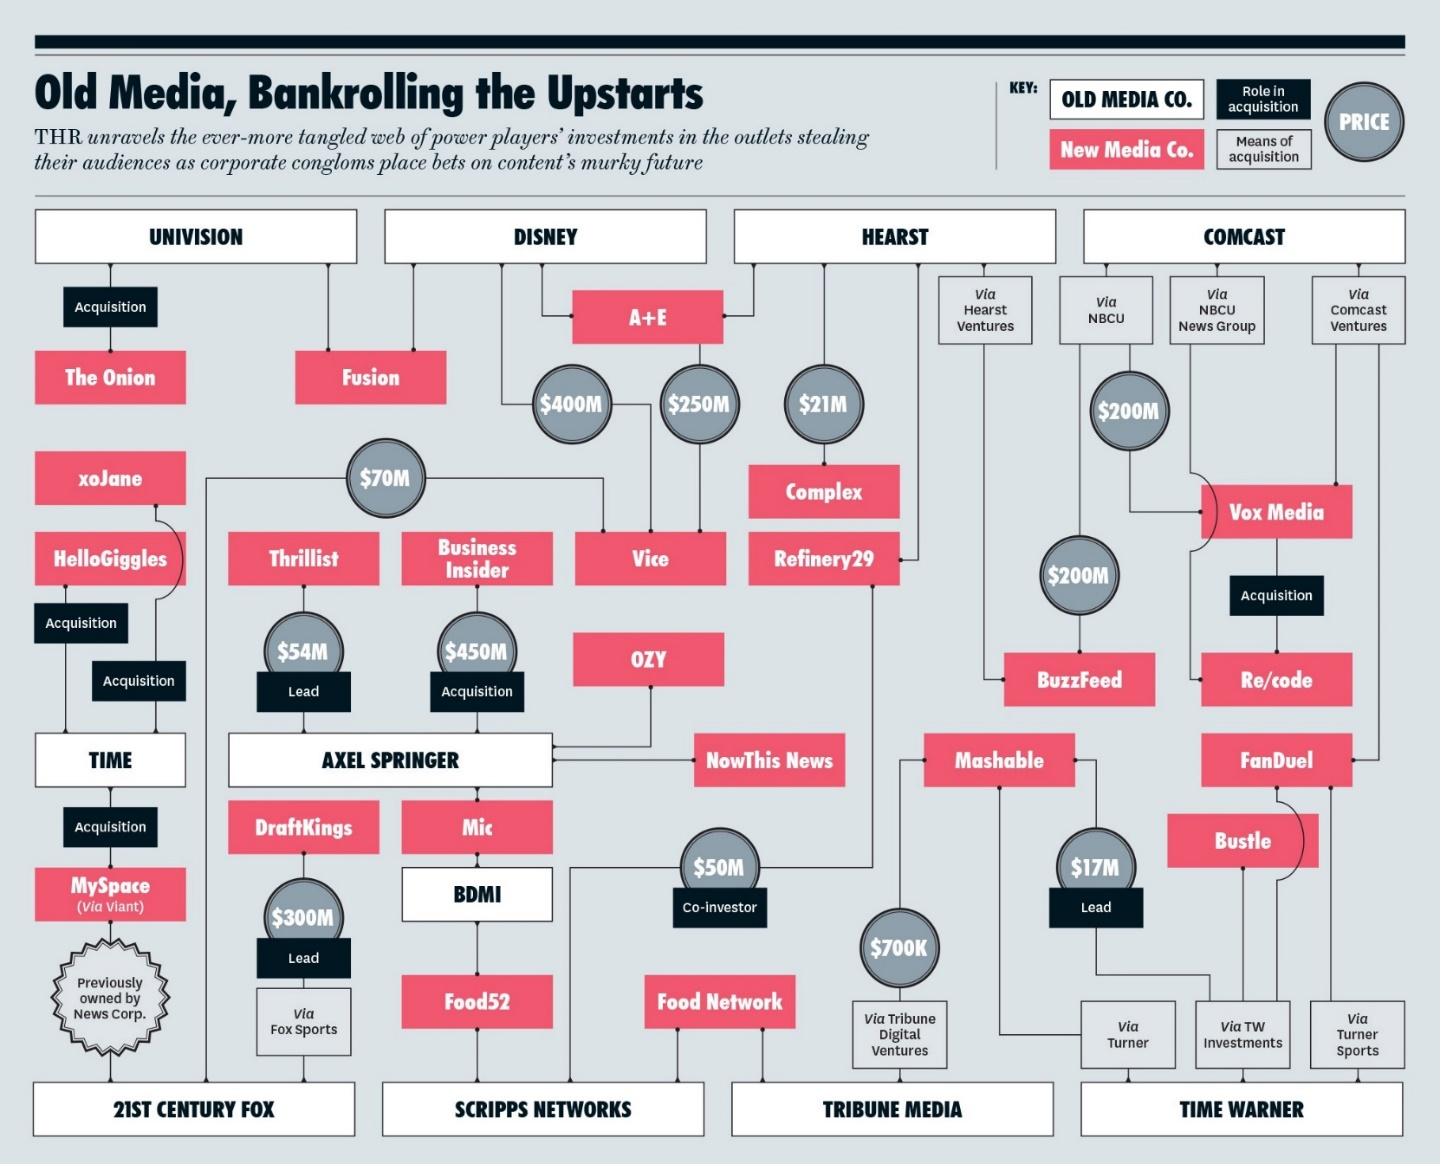 Old Media, Bankrolling the Upstarts
THR unravels the ever-more tangled web of power players' investments in the outlets stealing
their audiences as corporate congloms place bets on content's murky future
KEY:
OLD MEDIA CO.
Role in
acquisition
PRICE
New Media Co.
Means of
acquisition
UNIVISION
DISNEY
HEARST
COMCAST
Acquisition
A+E
Via
Hearst
Ventures
Via
NBCU
Via
NBCU
News Group
Via
Comcast
Ventures
The Onion
Fusion
$400M
$250M
$21M
$200M
xoJane
$70M
Complex
Vox Media
HelloGiggles
Thrillist
Business
Insider
Vice
Refinery29
$200M
Acquisition
Acquisition
$54M
Lead
$450M
Acquisition
OZY
BuzzFeed
Re/code
Acquisition
TIME
AXEL SPRINGER
NowThis News
Mashable
FanDuel
Acquisition
DraftKings
Mic
Bustle
MySpace
(Via Viant)
BDMI
$50M
Co-investor
$17M
Lead
$300M
Lead
$700K
Previously
owned by
News Corp.
Via
Fox Sports
Food52
Food Network
Via Tribune
Digital
Ventures
Via
Turner
Via TW
Investments
Via
Turner
Sports
21ST CENTURY FOX
SCRIPPS NETWORKS
TRIBUNE MEDIA
TIME WARNER